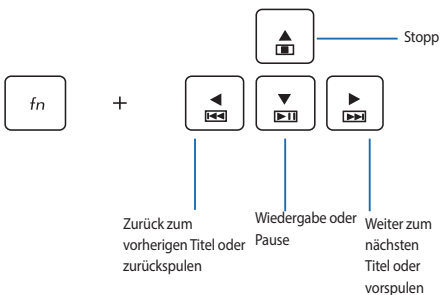 Stopp
fn +
Zurück zum
vorherigen Titel oder
zurückspulen
Wiedergabe oder
Pause
Weiter zum
nächsten
Titel oder
vorspulen